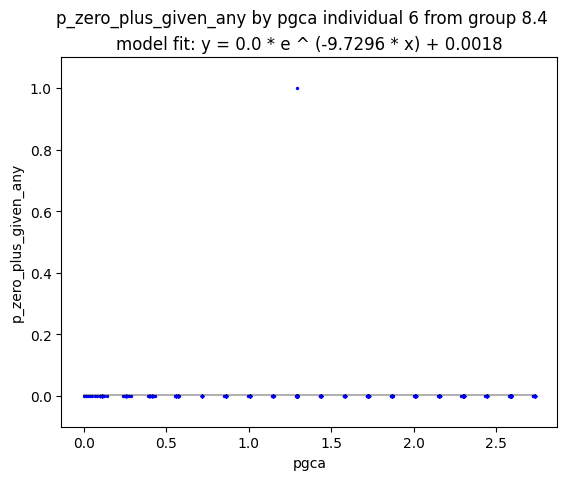 p_zero_plus_given_any by pgca individual 6 from group 8.4
model fit: y = 0.0 * e ^ (-9.7296 * x) + 0.0018
1.0
0.8
0.6
0.4
0.2
0.0
p_zero_plus_given_any
0.0 0.5 1.0 1.5 2.0 2.5
pgca